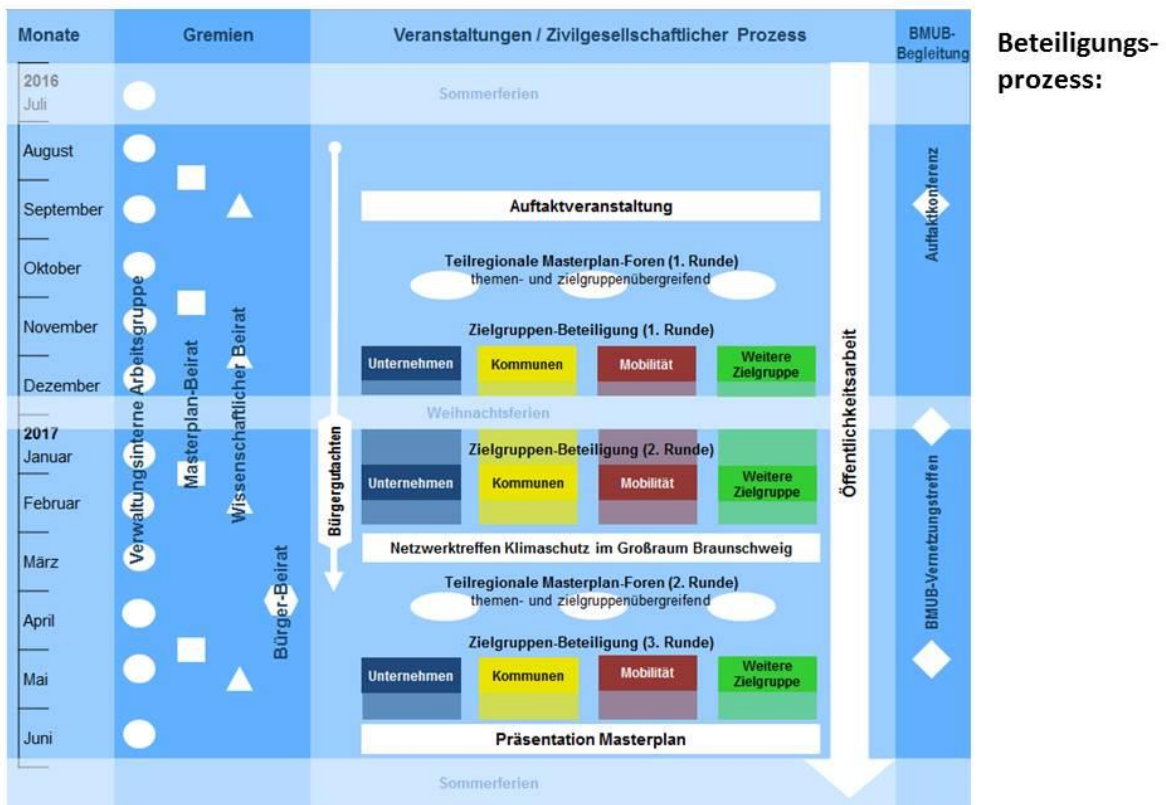 Monate
Gremien
Veranstaltungen / Zivilgesellschaftlicher Prozess
BMUB-
Begleitung
Beteiligungs-
prozess:
2016
Juli
Sommerferien
August
September
Auftaktveranstaltung
Auftaktkonferenz
Oktober
Teilregionale Masterplan-Foren (1. Runde)
themen- und zielgruppenübergreifend
November
Zielgruppen-Beteiligung (1. Runde)
Unternehmen
Kommunen
Mobilität
Weitere
Zielgruppe
Dezember
Weihnachtsferien
Verwaltungsinterne Arbeitsgruppe
Masterplan-Beirat
Wissenschaftlicher Beirat
Bürger-Beirat
Bürgergutachten
Öffentlichkeitsarbeit
2017
Januar
Zielgruppen-Beteiligung (2. Runde)
Unternehmen
Kommunen
Mobilität
Weitere
Zielgruppe
Februar
BMUB-Vernetzungstreffen
März
Netzwerktreffen Klimaschutz im Großraum Braunschweig
Teilregionale Masterplan-Foren (2. Runde)
themen- und zielgruppenübergreifend
April
Zielgruppen-Beteiligung (3. Runde)
Mai
Unternehmen
Kommunen
Mobilität
Weitere
Zielgruppe
Juni
Präsentation Masterplan
Sommerferien